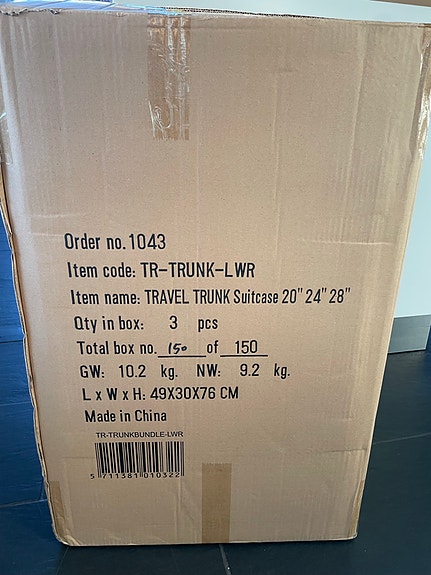 Order no. 1043
Item code: TR-TRUNK-LWR
Item name: TRAVEL TRUNK Suitcase 20" 24" 28"
Qty in box: 3 pcs
Total box no. 150 of 150
GW: 10.2 kg. NW: 9.2 kg.
L x W x H: 49X30X76 CM
Made in China
TR-TRUNKBUNDLE-LWR
5 711381 010322